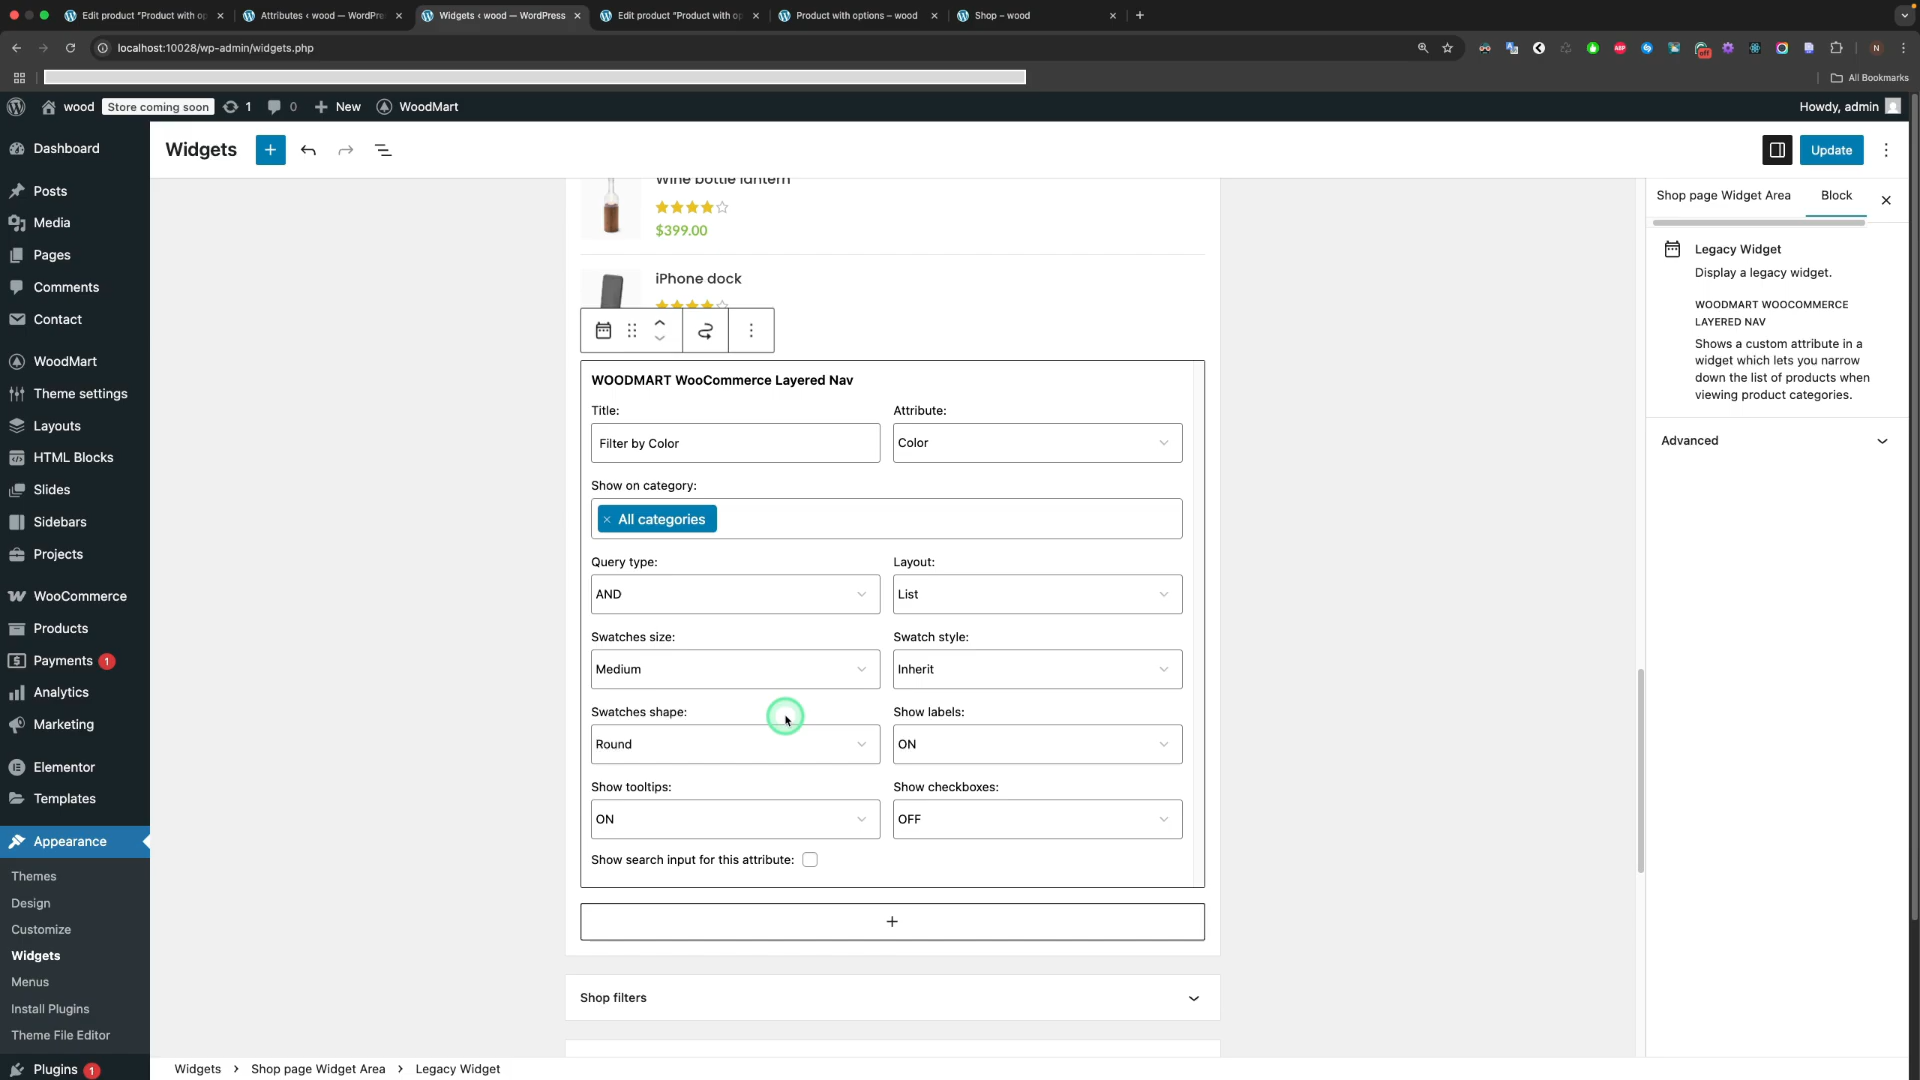 Edit product "Product with op
Attributes ‹ wood — WordPre
Widgets ‹ wood — WordPress
Edit product "Product with op
Product with options – wood
Shop – wood
localhost:10028/wp-admin/widgets.php
All Bookmarks
wood
Store coming soon
1
0
New
WoodMart
Howdy, admin
Dashboard
Posts
Media
Pages
Comments
Contact
WoodMart
Theme settings
Layouts
HTML Blocks
Slides
Sidebars
Projects
WooCommerce
Products
Payments 1
Analytics
Marketing
Elementor
Templates
Appearance
Themes
Design
Customize
Widgets
Menus
Install Plugins
Theme File Editor
Plugins 1
Widgets
Update
Wine bottle lantern
$399.00
iPhone dock
WOODMART WooCommerce Layered Nav
Title:
Attribute:
Filter by Color
Color
Show on category:
× All categories
Query type:
Layout:
AND
List
Swatches size:
Swatch style:
Medium
Inherit
Swatches shape:
Show labels:
Round
ON
Show tooltips:
Show checkboxes:
ON
OFF
Show search input for this attribute:
Shop filters
Shop page Widget Area
Block
Legacy Widget
Display a legacy widget.
WOODMART WOOCOMMERCE
LAYERED NAV
Shows a custom attribute in a
widget which lets you narrow
down the list of products when
viewing product categories.
Advanced
Widgets › Shop page Widget Area › Legacy Widget